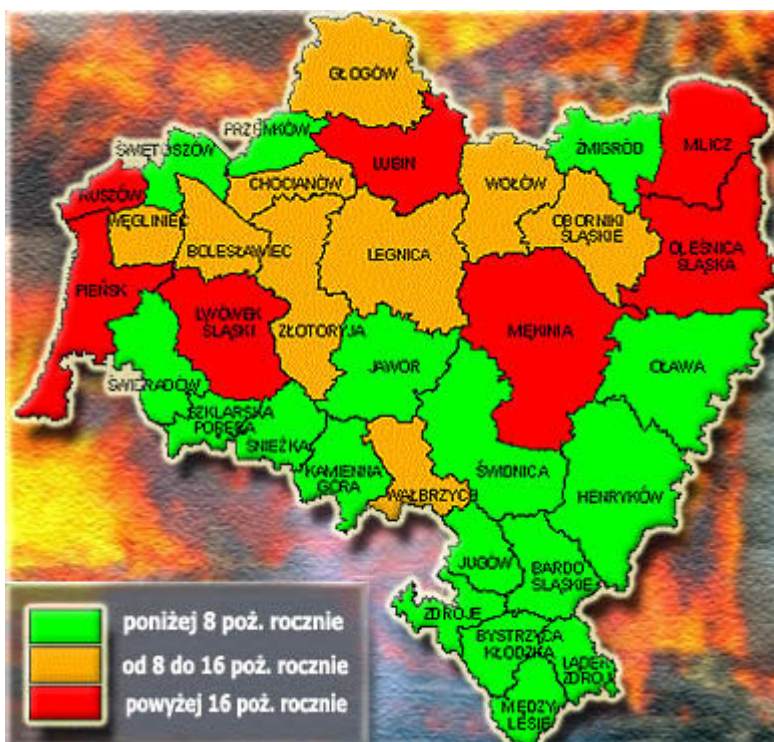 GŁOGÓW
PRZEMKÓW
ŚWIĘTOSZÓW
LUBIN
ŻMIGRÓD
MLICZ
RUSZÓW
CHOCIANÓW
WOŁÓW
WĘGLINIEC
BOLESŁAWIEC
LEGNICA
OBORNIKI
ŚLĄSKIE
OLEŚNICA
ŚLĄSKA
PIEŃSK
LWÓWEK
ŚLĄSKI
ZŁOTORYJA
MĘKINIA
JAWOR
OŁAWA
ŚWIERADÓW
SZKLARSKA
PORĘBA
ŚNIEŻKA
KAMIENNA
GÓRA
WAŁBRZYCH
ŚWIDNICA
HENRYKÓW
JUGÓW
BARDO
ŚLĄSKIE
ZDROJE
BYSTRZYCA
KŁODZKA
LĄDEK
ZDRÓJ
MIĘDZY
LESIE
poniżej 8 poż. rocznie
od 8 do 16 poż. rocznie
powyżej 16 poż. rocznie